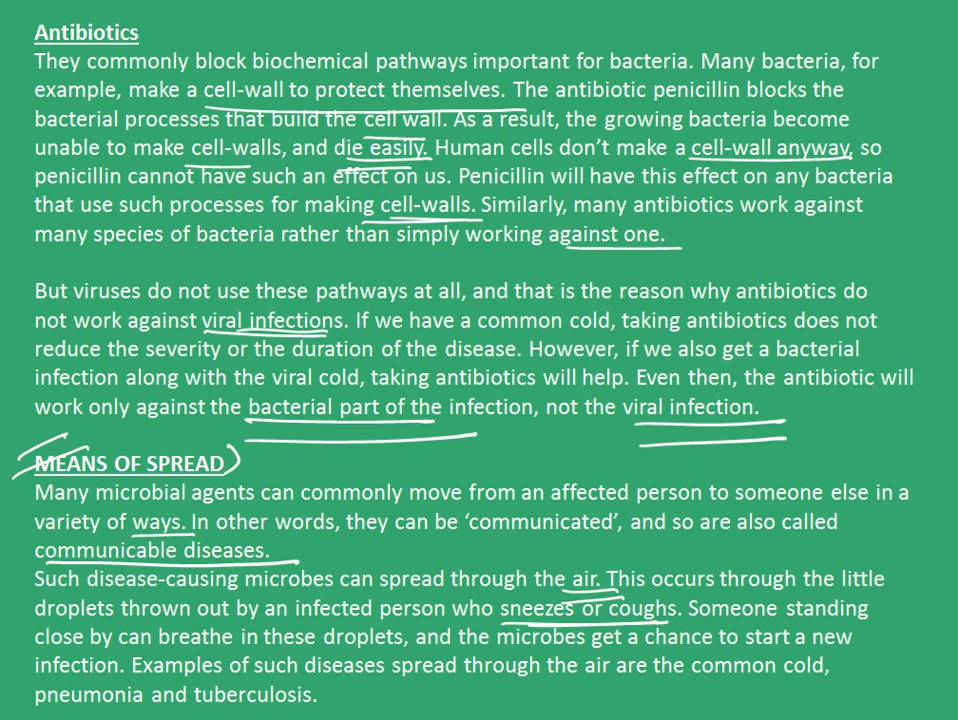 Antibiotics
They commonly block biochemical pathways important for bacteria. Many bacteria, for
example, make a cell-wall to protect themselves. The antibiotic penicillin blocks the
bacterial processes that build the cell wall. As a result, the growing bacteria become
unable to make cell-walls, and die easily. Human cells don’t make a cell-wall anyway, so
penicillin cannot have such an effect on us. Penicillin will have this effect on any bacteria
that use such processes for making cell-walls. Similarly, many antibiotics work against
many species of bacteria rather than simply working against one.
But viruses do not use these pathways at all, and that is the reason why antibiotics do
not work against viral infections. If we have a common cold, taking antibiotics does not
reduce the severity or the duration of the disease. However, if we also get a bacterial
infection along with the viral cold, taking antibiotics will help. Even then, the antibiotic will
work only against the bacterial part of the infection, not the viral infection.
MEANS OF SPREAD
Many microbial agents can commonly move from an affected person to someone else in a
variety of ways. In other words, they can be ‘communicated’, and so are also called
communicable diseases.
Such disease-causing microbes can spread through the air. This occurs through the little
droplets thrown out by an infected person who sneezes or coughs. Someone standing
close by can breathe in these droplets, and the microbes get a chance to start a new
infection. Examples of such diseases spread through the air are the common cold,
pneumonia and tuberculosis.